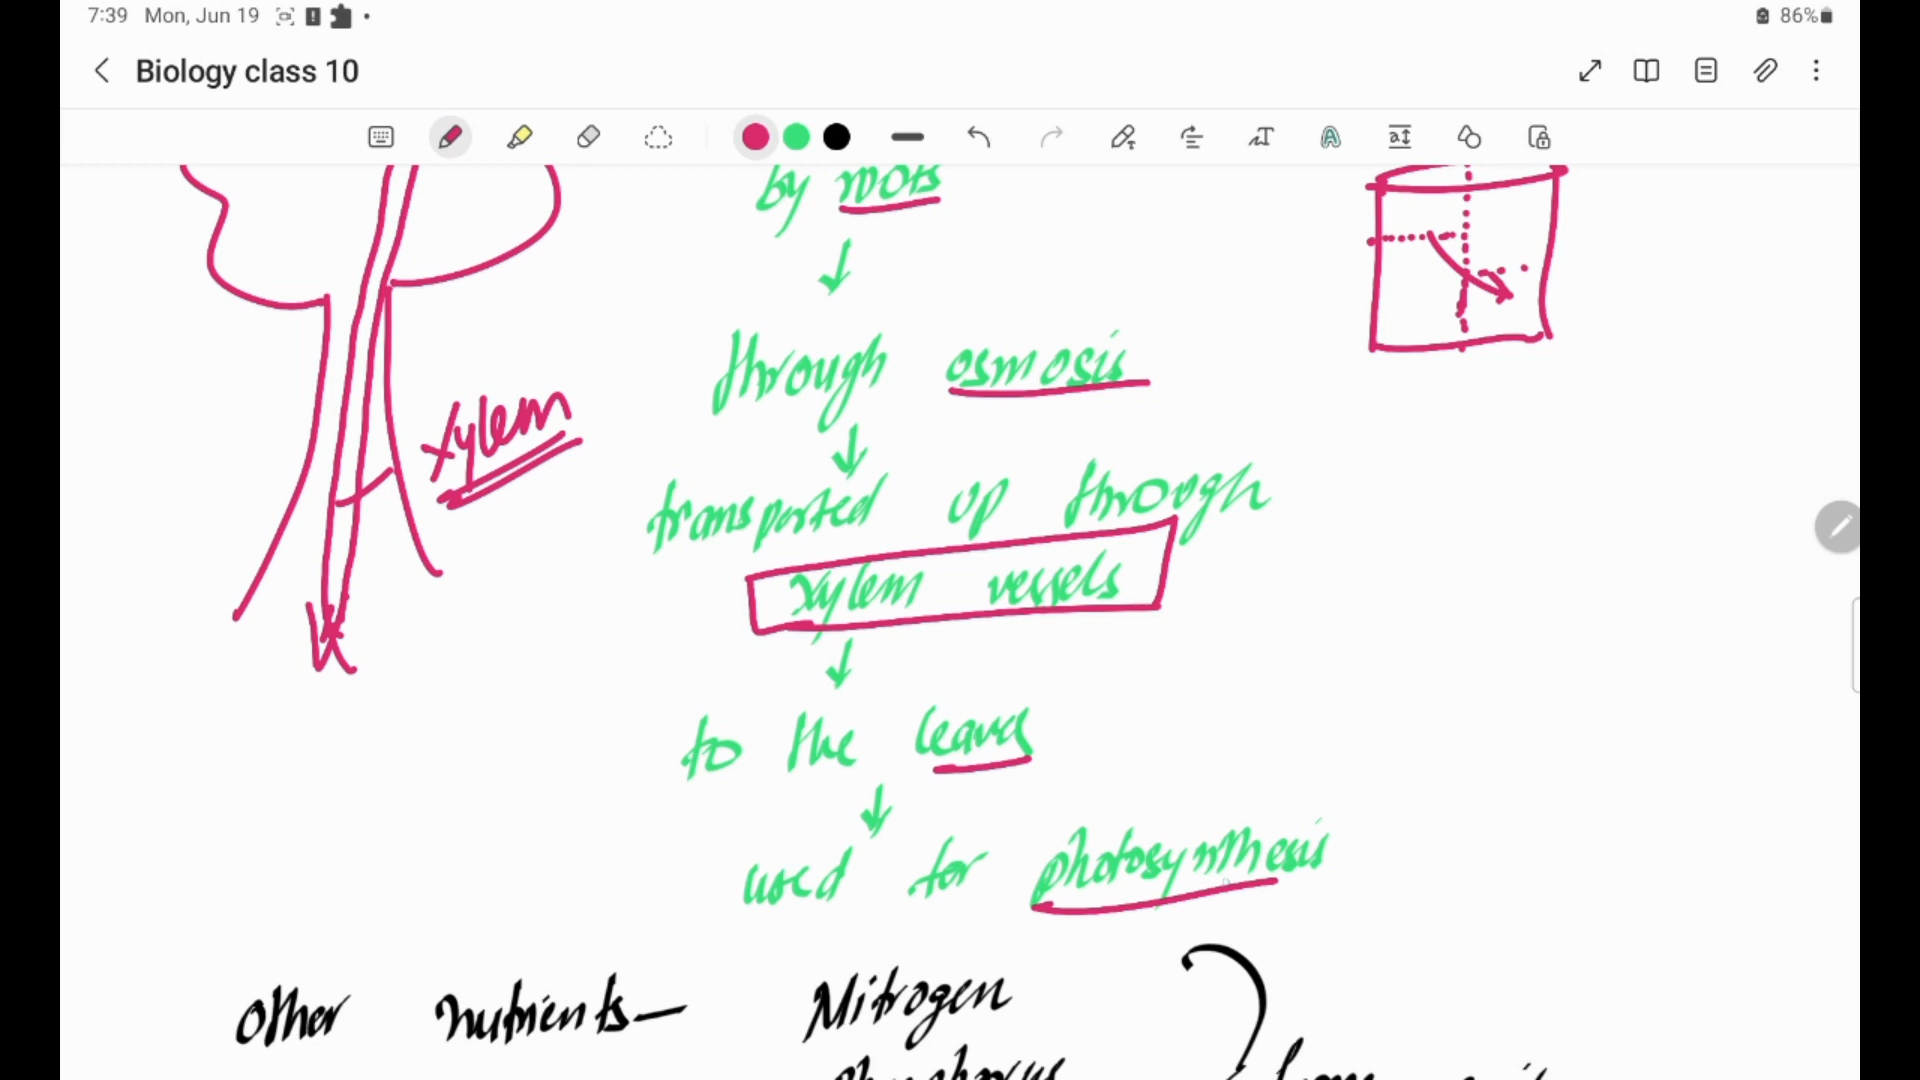 7:39 Mon, Jun 19
86%
Biology class 10
by roots
through osmosis
xylem
transported up through
xylem vessels
to the leaves
used for photosynthesis
other nutrients— Nitrogen